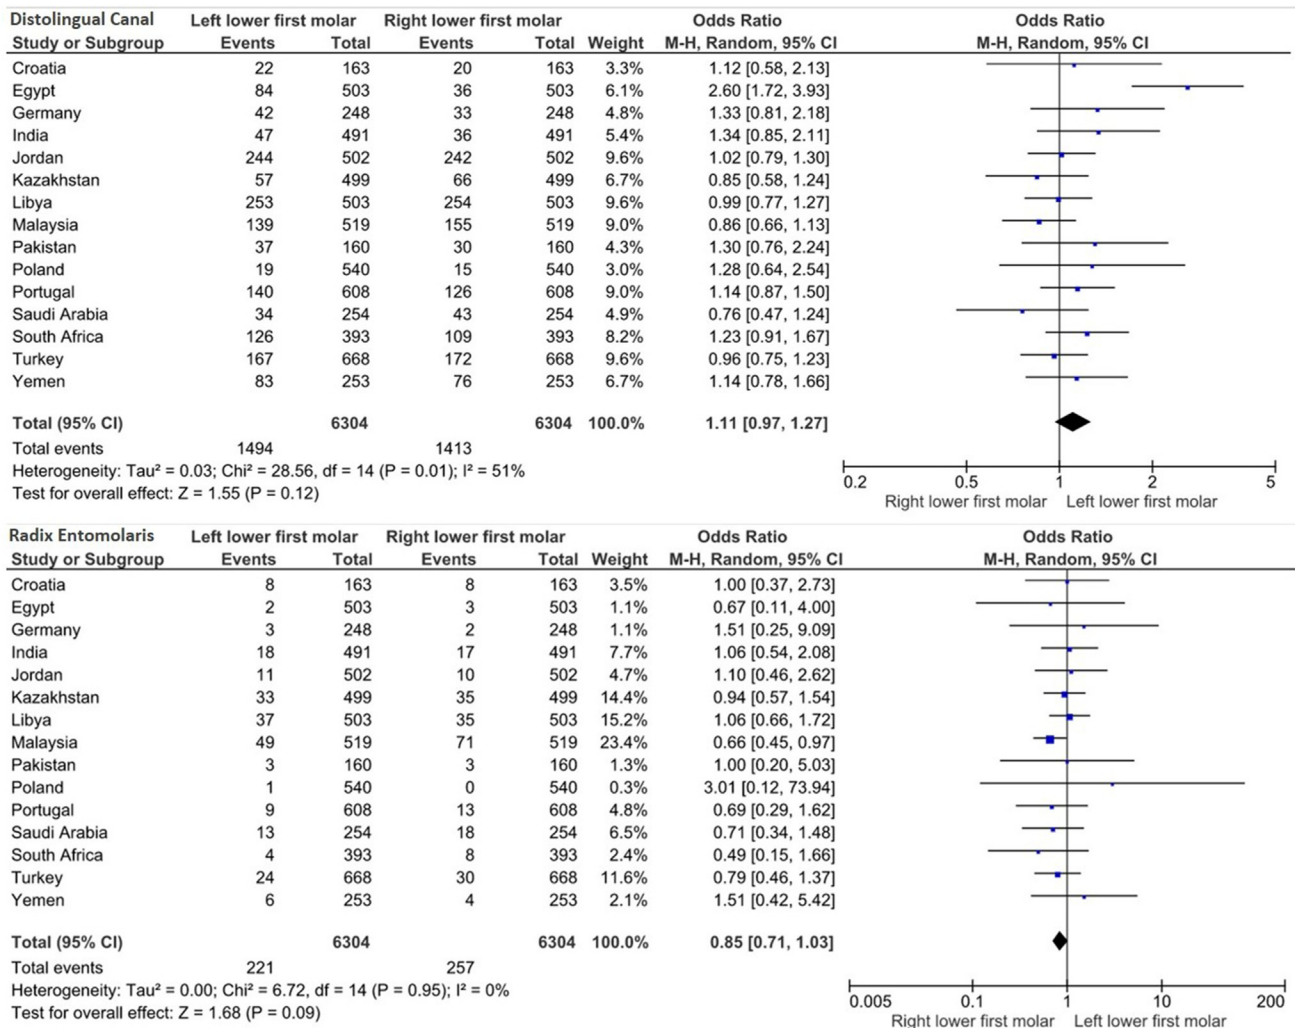 Distolingual Canal Left lower first molar Right lower first molar Odds Ratio Odds Ratio
Study or Subgroup Events Total Events Total Weight M-H, Random, 95% CI M-H, Random, 95% CI
Croatia 22 163 20 163 3.3% 1.12 [0.58, 2.13]
Egypt 84 503 36 503 6.1% 2.60 [1.72, 3.93]
Germany 42 248 33 248 4.8% 1.33 [0.81, 2.18]
India 47 491 36 491 5.4% 1.34 [0.85, 2.11]
Jordan 244 502 242 502 9.6% 1.02 [0.79, 1.30]
Kazakhstan 57 499 66 499 6.7% 0.85 [0.58, 1.24]
Libya 253 503 254 503 9.6% 0.99 [0.77, 1.27]
Malaysia 139 519 155 519 9.0% 0.86 [0.66, 1.13]
Pakistan 37 160 30 160 4.3% 1.30 [0.76, 2.24]
Poland 19 540 15 540 3.0% 1.28 [0.64, 2.54]
Portugal 140 608 126 608 9.0% 1.14 [0.87, 1.50]
Saudi Arabia 34 254 43 254 4.9% 0.76 [0.47, 1.24]
South Africa 126 393 109 393 8.2% 1.23 [0.91, 1.67]
Turkey 167 668 172 668 9.6% 0.96 [0.75, 1.23]
Yemen 83 253 76 253 6.7% 1.14 [0.78, 1.66]
Total (95% CI) 6304 6304 100.0% 1.11 [0.97, 1.27]
Total events 1494 1413
Heterogeneity: Tau² = 0.03; Chi² = 28.56, df = 14 (P = 0.01); I² = 51%
Test for overall effect: Z = 1.55 (P = 0.12)
0.2 0.5 1 2 5
Right lower first molar Left lower first molar
Radix Entomolaris Left lower first molar Right lower first molar Odds Ratio Odds Ratio
Study or Subgroup Events Total Events Total Weight M-H, Random, 95% CI M-H, Random, 95% CI
Croatia 8 163 8 163 3.5% 1.00 [0.37, 2.73]
Egypt 2 503 3 503 1.1% 0.67 [0.11, 4.00]
Germany 3 248 2 248 1.1% 1.51 [0.25, 9.09]
India 18 491 17 491 7.7% 1.06 [0.54, 2.08]
Jordan 11 502 10 502 4.7% 1.10 [0.46, 2.62]
Kazakhstan 33 499 35 499 14.4% 0.94 [0.57, 1.54]
Libya 37 503 35 503 15.2% 1.06 [0.66, 1.72]
Malaysia 49 519 71 519 23.4% 0.66 [0.45, 0.97]
Pakistan 3 160 3 160 1.3% 1.00 [0.20, 5.03]
Poland 1 540 0 540 0.3% 3.01 [0.12, 73.94]
Portugal 9 608 13 608 4.8% 0.69 [0.29, 1.62]
Saudi Arabia 13 254 18 254 6.5% 0.71 [0.34, 1.48]
South Africa 4 393 8 393 2.4% 0.49 [0.15, 1.66]
Turkey 24 668 30 668 11.6% 0.79 [0.46, 1.37]
Yemen 6 253 4 253 2.1% 1.51 [0.42, 5.42]
Total (95% CI) 6304 6304 100.0% 0.85 [0.71, 1.03]
Total events 221 257
Heterogeneity: Tau² = 0.00; Chi² = 6.72, df = 14 (P = 0.95); I² = 0%
Test for overall effect: Z = 1.68 (P = 0.09)
0.005 0.1 1 10 200
Right lower first molar Left lower first molar